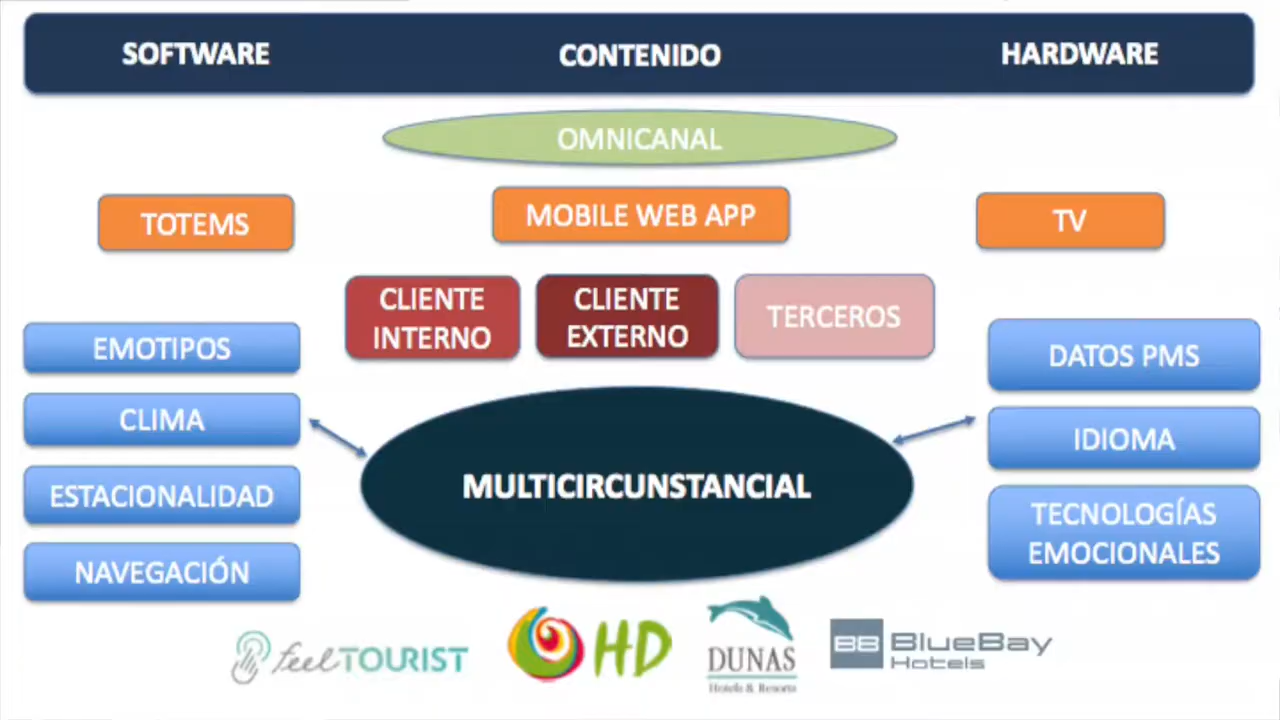 SOFTWARE CONTENIDO HARDWARE
OMNICANAL
TOTEMS MOBILE WEB APP TV
CLIENTE
INTERNO
CLIENTE
EXTERNO
TERCEROS
EMOTIPOS
CLIMA
ESTACIONALIDAD
NAVEGACIÓN
MULTICIRCUNSTANCIAL
DATOS PMS
IDIOMA
TECNOLOGÍAS
EMOCIONALES
feelTOURIST
HD
DUNAS
Hotels & Resorts
BB BlueBay
Hotels